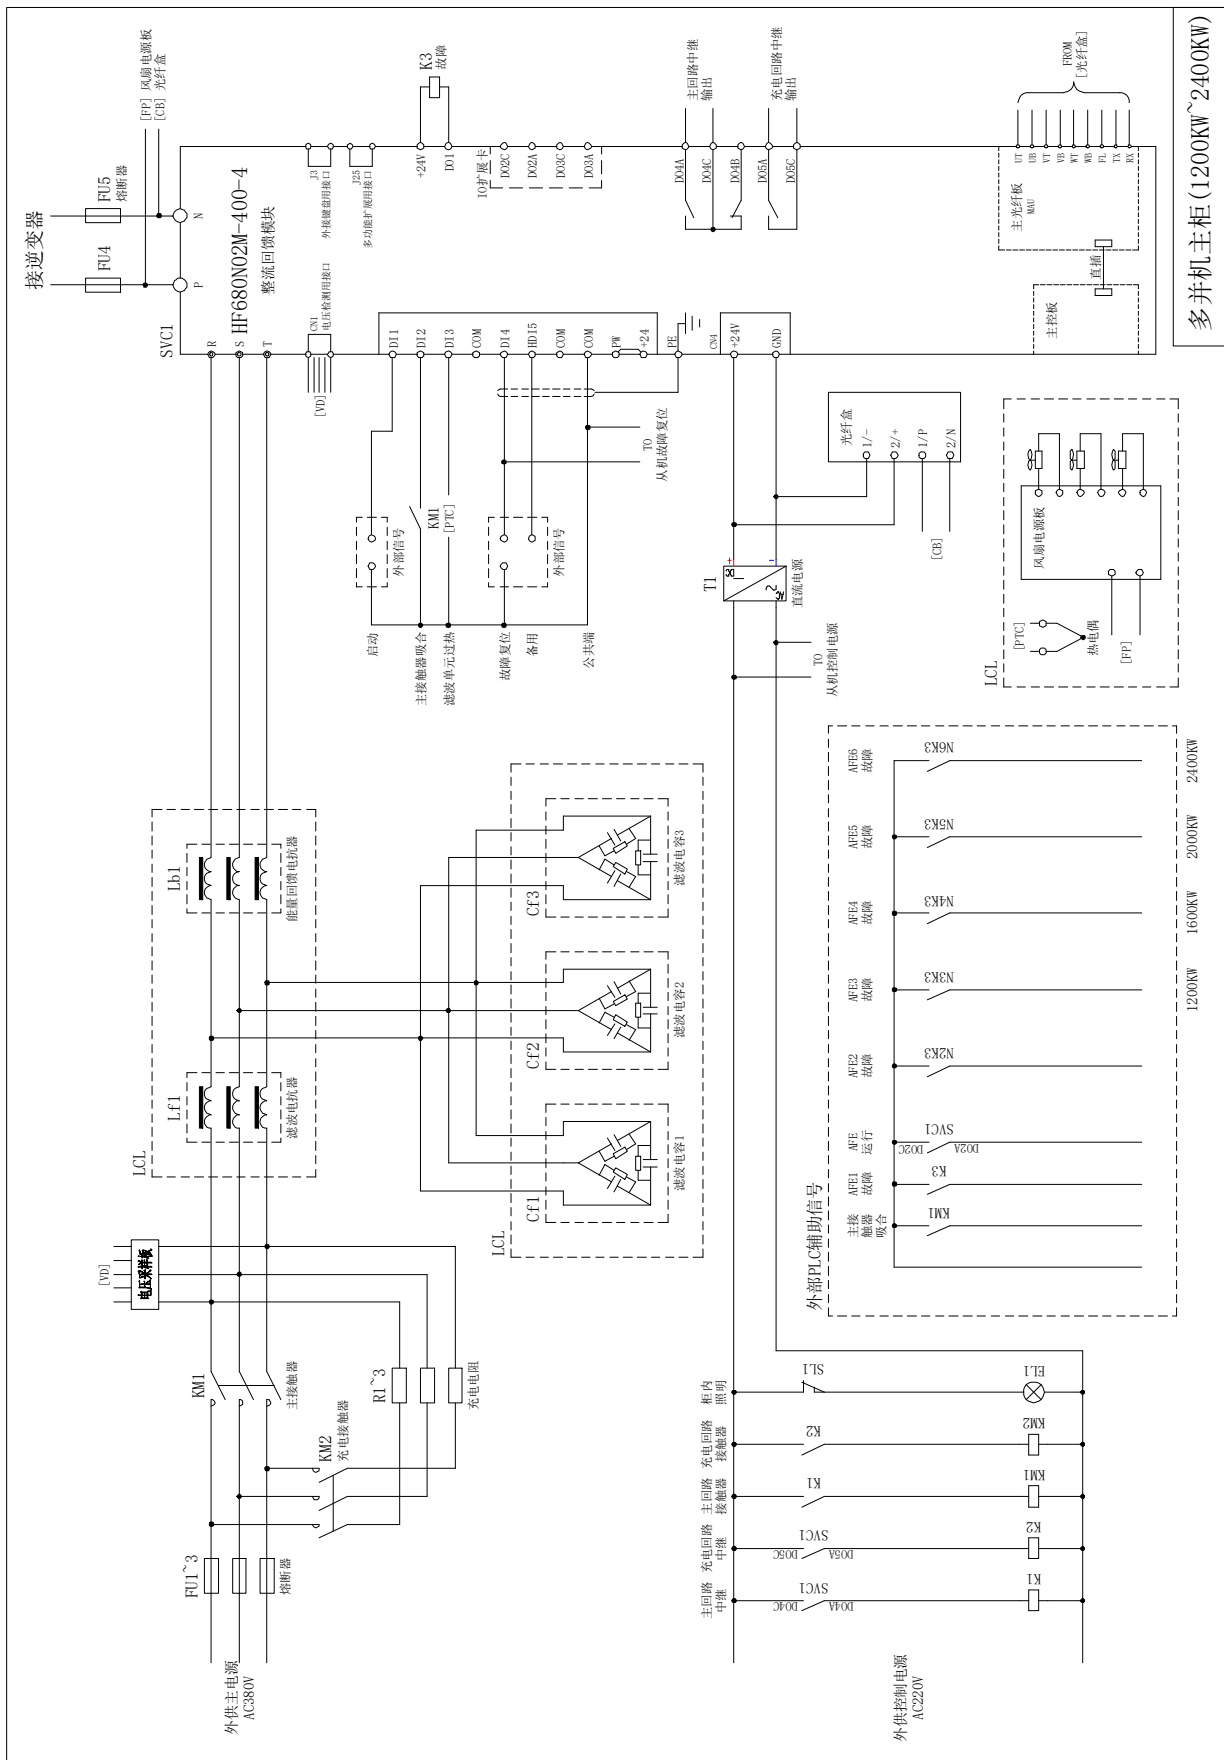 多并机主柜(1200KW~2400KW)
接逆变器
FU4
FU5
熔断器
[FP] 风扇电源板
[CB] 光纤盒
SVC1
HF680N02M-400-4
整流回馈模块
P
N
R
S
T
CN1
电压检测用接口
[VD]
J3
外接键盘用接口
J25
多功能扩展用接口
K3
故障
+24V
DO1
IO扩展卡
DO2C
DO2A
DO3C
DO3A
主回路中继
输出
DO4A
DO4C
DO4B
充电回路中继
输出
DO5A
DO5C
FROM
[光纤盒]
UT
UB
VT
VB
WT
WB
FL
TX
RX
主光纤板
MAU
直插
主控板
DI1
DI2
DI3
COM
DI4
HDI5
COM
COM
PW
+24
PE
CN4
+24V
GND
启动
外部信号
主接触器吸合
KM1
滤波单元过热
[PTC]
故障复位
备用
外部信号
公共端
TO
从机故障复位
T1
DC
AC
+
-
直流电源
TO
从机控制电源
光纤盒
1/-
2/+
1/P
2/N
[CB]
LCL
风扇电源板
[PTC]
热电偶
[FP]
LCL
Lb1
能量回馈电抗器
Lf1
滤波电抗器
LCL
Cf1
滤波电容1
Cf2
滤波电容2
Cf3
滤波电容3
[VD]
电压采样板
KM1
主接触器
KM2
充电接触器
R1~3
充电电阻
FU1~3
熔断器
外供主电源
AC380V
外部PLC辅助信号
主接
触器
吸合
KM1
AFE1
故障
K3
AFE
运行
SVC1
DO2C
DO2A
AFE2
故障
N2K3
AFE3
故障
N3K3
1200KW
AFE4
故障
N4K3
1600KW
AFE5
故障
N5K3
2000KW
AFE6
故障
N6K3
2400KW
主回路
中继
SVC1
DO4C
DO4A
K1
充电回路
中继
SVC1
DO5C
DO5A
K2
主回路
接触器
K1
KM1
充电回路
接触器
K2
KM2
柜内
照明
SL1
EL1
外供控制电源
AC220V